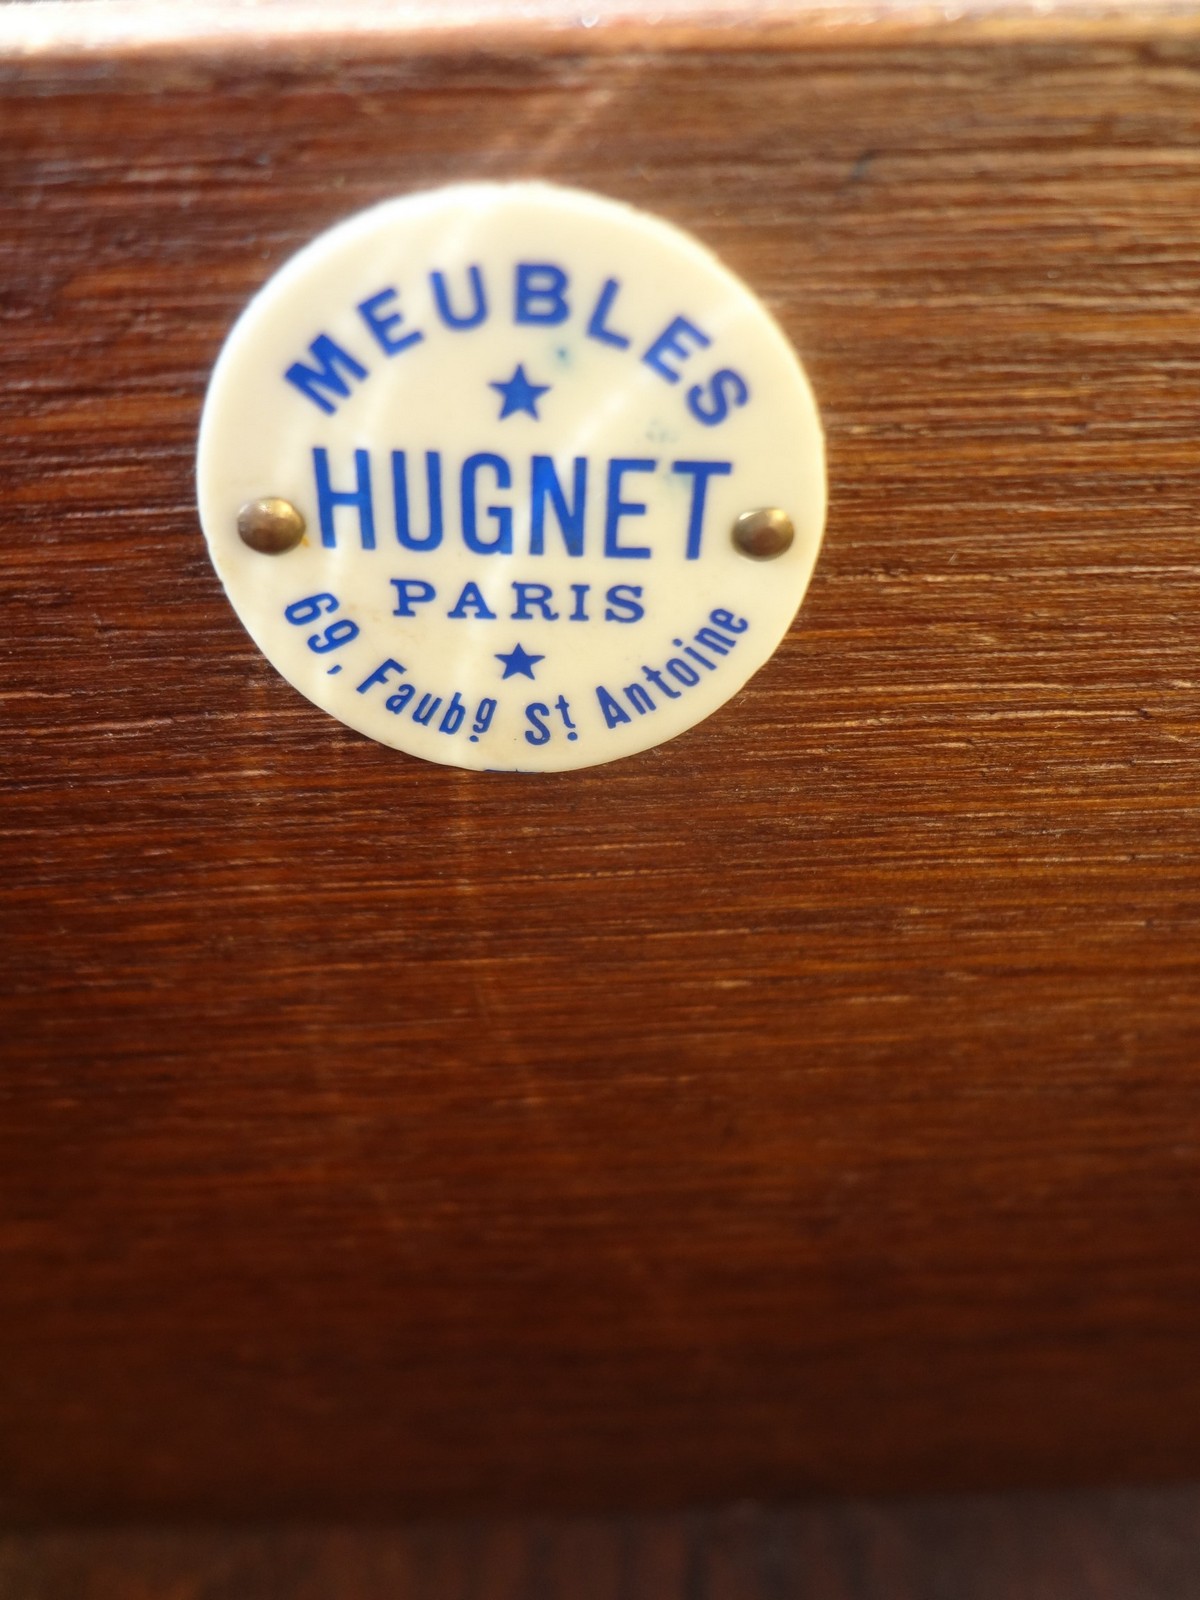 MEUBLES
HUGNET
PARIS
69, Faubg St Antoine